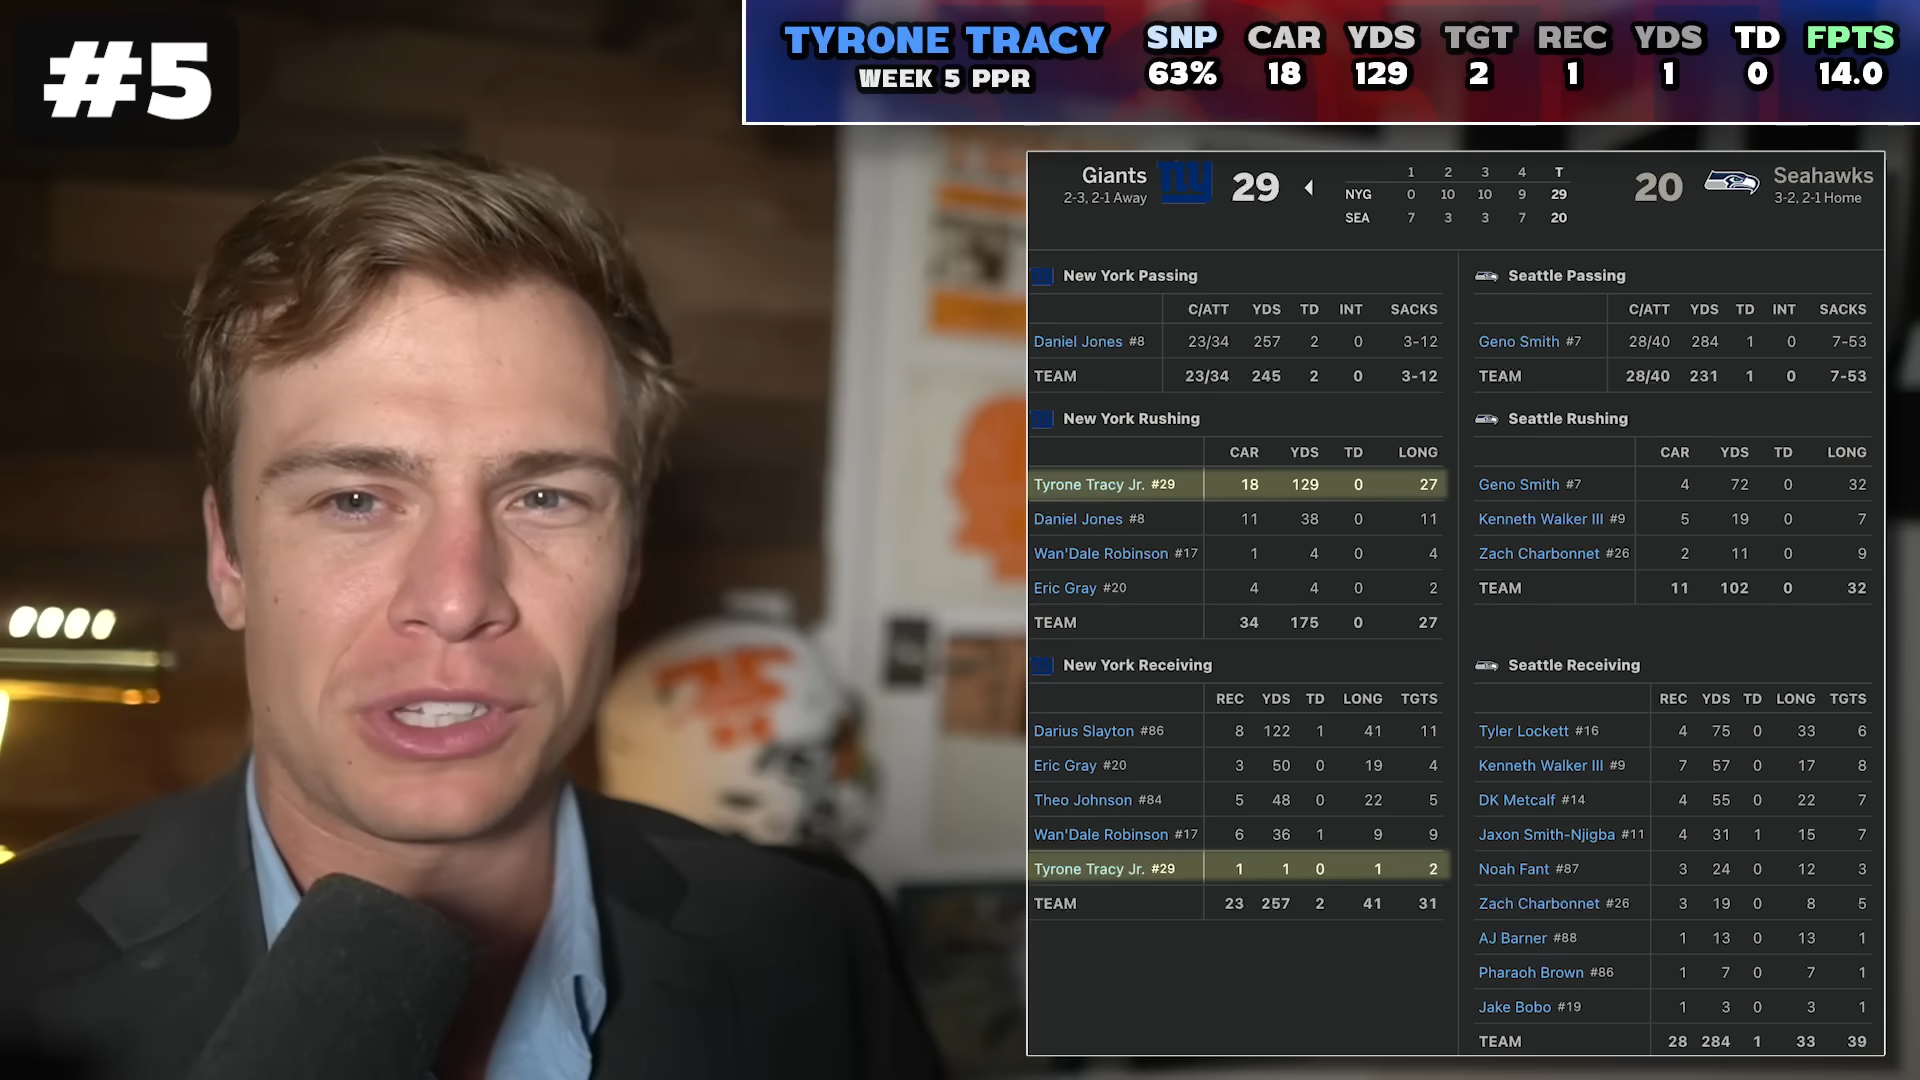 #5
TYRONE TRACY
WEEK 5 PPR
SNP CAR YDS TGT REC YDS TD FPTS
63% 18 129 2 1 1 0 14.0
Giants 29 20 Seahawks
2-3, 2-1 Away 3-2, 2-1 Home
1 2 3 4 T
NYG 0 10 10 9 29
SEA 7 3 3 7 20
New York Passing
C/ATT YDS TD INT SACKS
Daniel Jones #8 23/34 257 2 0 3-12
TEAM 23/34 245 2 0 3-12
New York Rushing
CAR YDS TD LONG
Tyrone Tracy Jr. #29 18 129 0 27
Daniel Jones #8 11 38 0 11
Wan'Dale Robinson #17 1 4 0 4
Eric Gray #20 4 4 0 2
TEAM 34 175 0 27
New York Receiving
REC YDS TD LONG TGTS
Darius Slayton #86 8 122 1 41 11
Eric Gray #20 3 50 0 19 4
Theo Johnson #84 5 48 0 22 5
Wan'Dale Robinson #17 6 36 1 9 9
Tyrone Tracy Jr. #29 1 1 0 1 2
TEAM 23 257 2 41 31
Seattle Passing
C/ATT YDS TD INT SACKS
Geno Smith #7 28/40 284 1 0 7-53
TEAM 28/40 231 1 0 7-53
Seattle Rushing
CAR YDS TD LONG
Geno Smith #7 4 72 0 32
Kenneth Walker III #9 5 19 0 7
Zach Charbonnet #26 2 11 0 9
TEAM 11 102 0 32
Seattle Receiving
REC YDS TD LONG TGTS
Tyler Lockett #16 4 75 0 33 6
Kenneth Walker III #9 7 57 0 17 8
DK Metcalf #14 4 55 0 22 7
Jaxon Smith-Njigba #11 4 31 1 15 7
Noah Fant #87 3 24 0 12 3
Zach Charbonnet #26 3 19 0 8 5
AJ Barner #88 1 13 0 13 1
Pharaoh Brown #86 1 7 0 7 1
Jake Bobo #19 1 3 0 3 1
TEAM 28 284 1 33 39